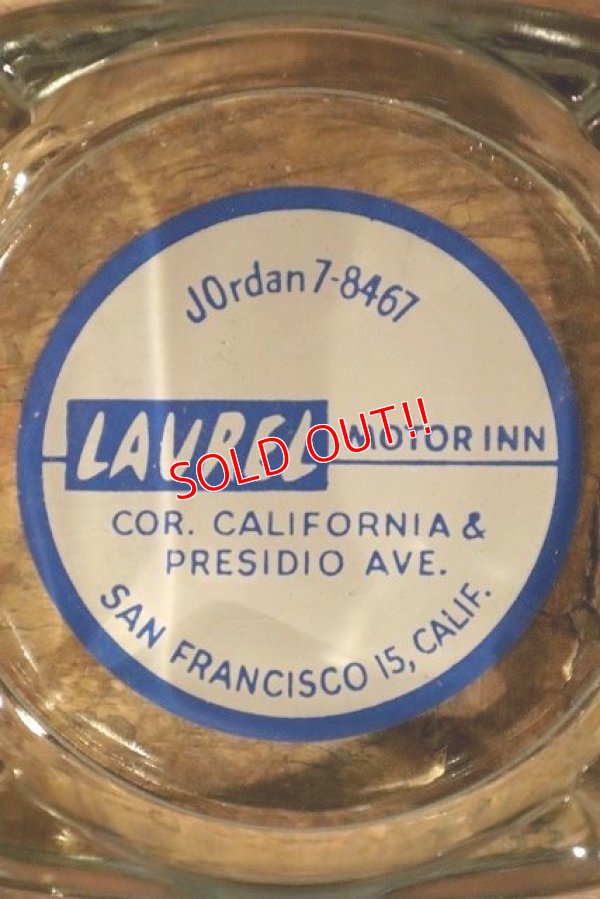 JOrdan 7-8467
LAUREL MOTOR INN
SOLD OUT!!
COR. CALIFORNIA &
PRESIDIO AVE.
SAN FRANCISCO 15, CALIF.